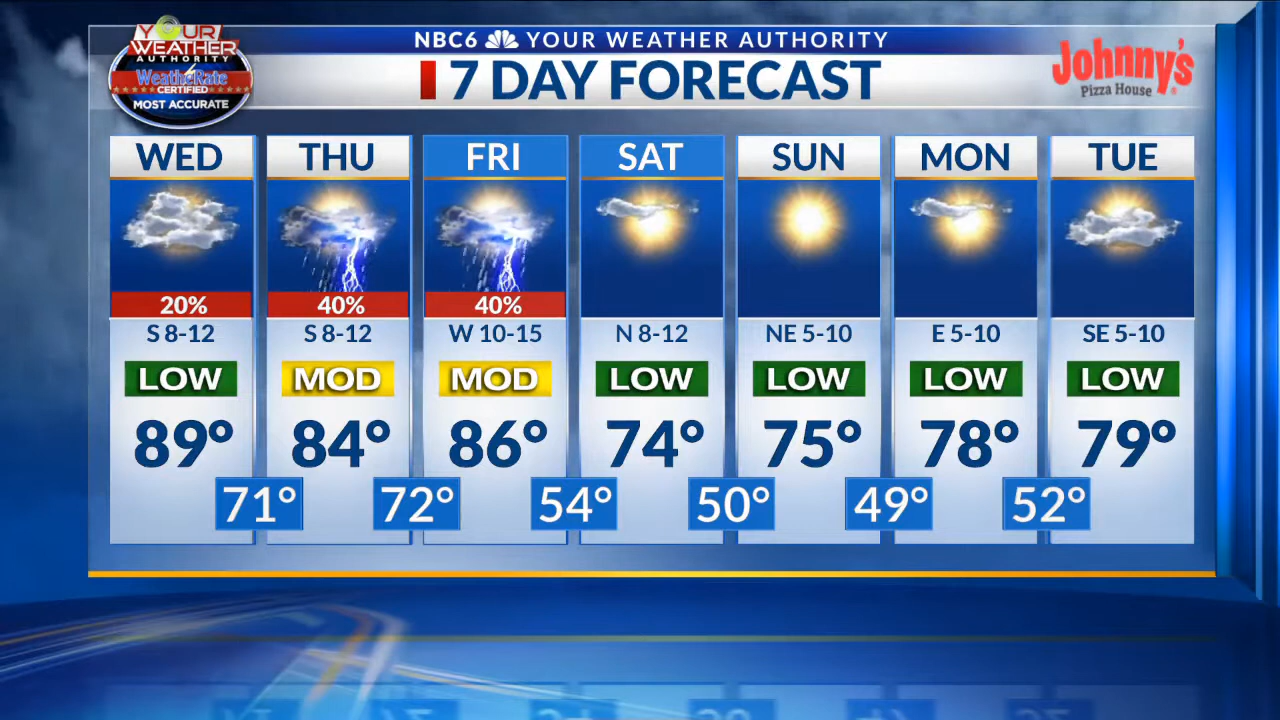 YOUR
WEATHER
AUTHORITY
WeatheRate
CERTIFIED
MOST ACCURATE
NBC6 YOUR WEATHER AUTHORITY
7 DAY FORECAST
Johnny's
Pizza House
WED THU FRI SAT SUN MON TUE
20% 40% 40%
S 8-12 S 8-12 W 10-15 N 8-12 NE 5-10 E 5-10 SE 5-10
LOW MOD MOD LOW LOW LOW LOW
89° 84° 86° 74° 75° 78° 79°
71° 72° 54° 50° 49° 52°